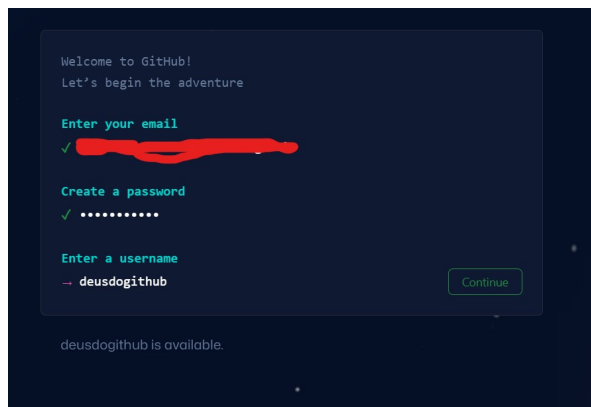 Welcome to GitHub!
Let’s begin the adventure
Enter your email
✓
Create a password
✓ •••••••••••
Enter a username
→ deusdogithub
Continue
deusdogithub is available.